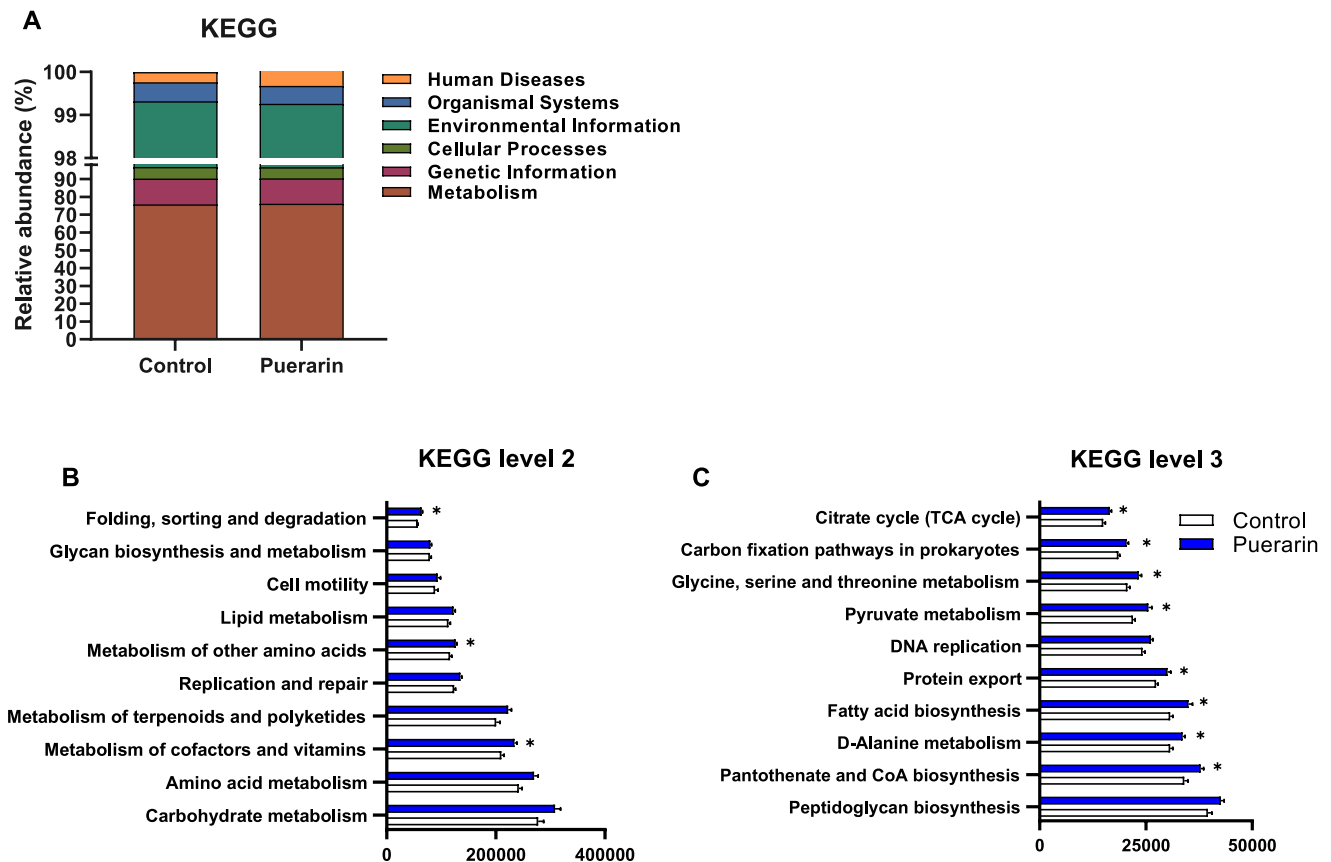 A
KEGG
Relative abundance (%)
100
99
98
90
80
70
60
50
40
30
20
10
0
Control
Puerarin
Human Diseases
Organismal Systems
Environmental Information
Cellular Processes
Genetic Information
Metabolism
B
KEGG level 2
Folding, sorting and degradation
*
Glycan biosynthesis and metabolism
Cell motility
Lipid metabolism
Metabolism of other amino acids
*
Replication and repair
Metabolism of terpenoids and polyketides
Metabolism of cofactors and vitamins
*
Amino acid metabolism
Carbohydrate metabolism
0
200000
400000
C
KEGG level 3
Citrate cycle (TCA cycle)
*
Carbon fixation pathways in prokaryotes
*
Glycine, serine and threonine metabolism
*
Pyruvate metabolism
*
DNA replication
Protein export
*
Fatty acid biosynthesis
*
D-Alanine metabolism
*
Pantothenate and CoA biosynthesis
*
Peptidoglycan biosynthesis
0
25000
50000
Control
Puerarin